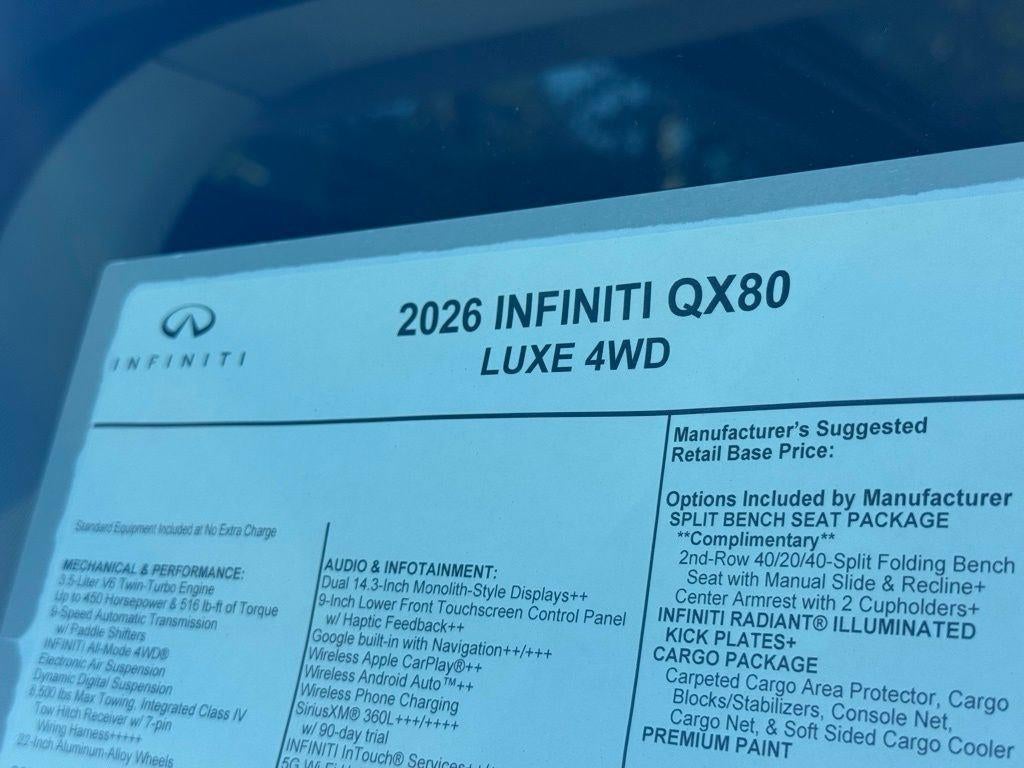 INFINITI
2026 INFINITI QX80
LUXE 4WD
Manufacturer's Suggested
Retail Base Price:
Standard Equipment Included at No Extra Charge
MECHANICAL & PERFORMANCE:
3.5-Liter V6 Twin-Turbo Engine
Up to 450 Horsepower & 516 lb-ft of Torque
9-Speed Automatic Transmission
w/ Paddle Shifters
INFINITI All-Mode 4WD®
Electronic Air Suspension
Dynamic Digital Suspension
8,500 lbs Max Towing, Integrated Class IV
Tow Hitch Receiver w/ 7-pin
Wiring Harness+++++
22-Inch Aluminum-Alloy Wheels
AUDIO & INFOTAINMENT:
Dual 14.3-Inch Monolith-Style Displays++
9-Inch Lower Front Touchscreen Control Panel
w/ Haptic Feedback++
Google built-in with Navigation++/+++
Wireless Apple CarPlay®++
Wireless Android Auto™++
Wireless Phone Charging
SiriusXM® 360L+++/++++
w/ 90-day trial
INFINITI InTouch® Services
Options Included by Manufacturer
SPLIT BENCH SEAT PACKAGE
**Complimentary**
2nd-Row 40/20/40-Split Folding Bench
Seat with Manual Slide & Recline+
Center Armrest with 2 Cupholders+
INFINITI RADIANT® ILLUMINATED
KICK PLATES+
CARGO PACKAGE
Carpeted Cargo Area Protector, Cargo
Blocks/Stabilizers, Console Net,
Cargo Net, & Soft Sided Cargo Cooler
PREMIUM PAINT